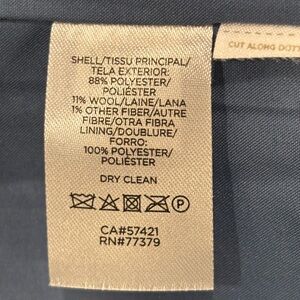 CUT ALONG DOTT
SHELL/TISSU PRINCIPAL/
TELA EXTERIOR:
88% POLYESTER/
POLIÉSTER
11% WOOL/LAINE/LANA
1% OTHER FIBER/AUTRE
FIBRE/OTRA FIBRA
LINING/DOUBLURE/
FORRO:
100% POLYESTER/
POLIÉSTER
DRY CLEAN
P
CA#57421
RN#77379